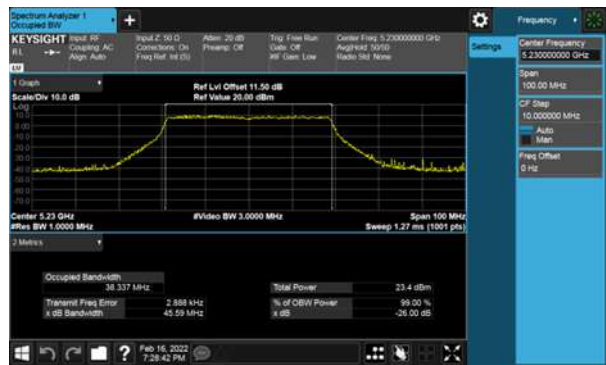 Spectrum Analyzer 1
Occupied BW
Frequency
KEYSIGHT
Input: RF
Coupling: AC
Align: Auto
Input Z: 50 Ω
Corrections: On
Freq Ref: Int (S)
Atten: 20 dB
Preamp: Off
Trig: Free Run
Gate: Off
#IF Gain: Low
Center Freq: 5.230000000 GHz
Avg|Hold: 50/50
Radio Std: None
Settings
Center Frequency
5.230000000 GHz
Span
100.00 MHz
CF Step
10.000000 MHz
Auto
Man
Freq Offset
0 Hz
1 Graph
Scale/Div 10.0 dB
Ref Lvl Offset 11.50 dB
Ref Value 20.00 dBm
Log
Center 5.23 GHz
#Res BW 1.0000 MHz
#Video BW 3.0000 MHz
Span 100 MHz
Sweep 1.27 ms (1001 pts)
2 Metrics
Occupied Bandwidth
38.337 MHz
Total Power
23.4 dBm
Transmit Freq Error
2.888 kHz
% of OBW Power
99.00 %
x dB Bandwidth
45.59 MHz
x dB
-26.00 dB
Feb 16, 2022
7:28:42 PM